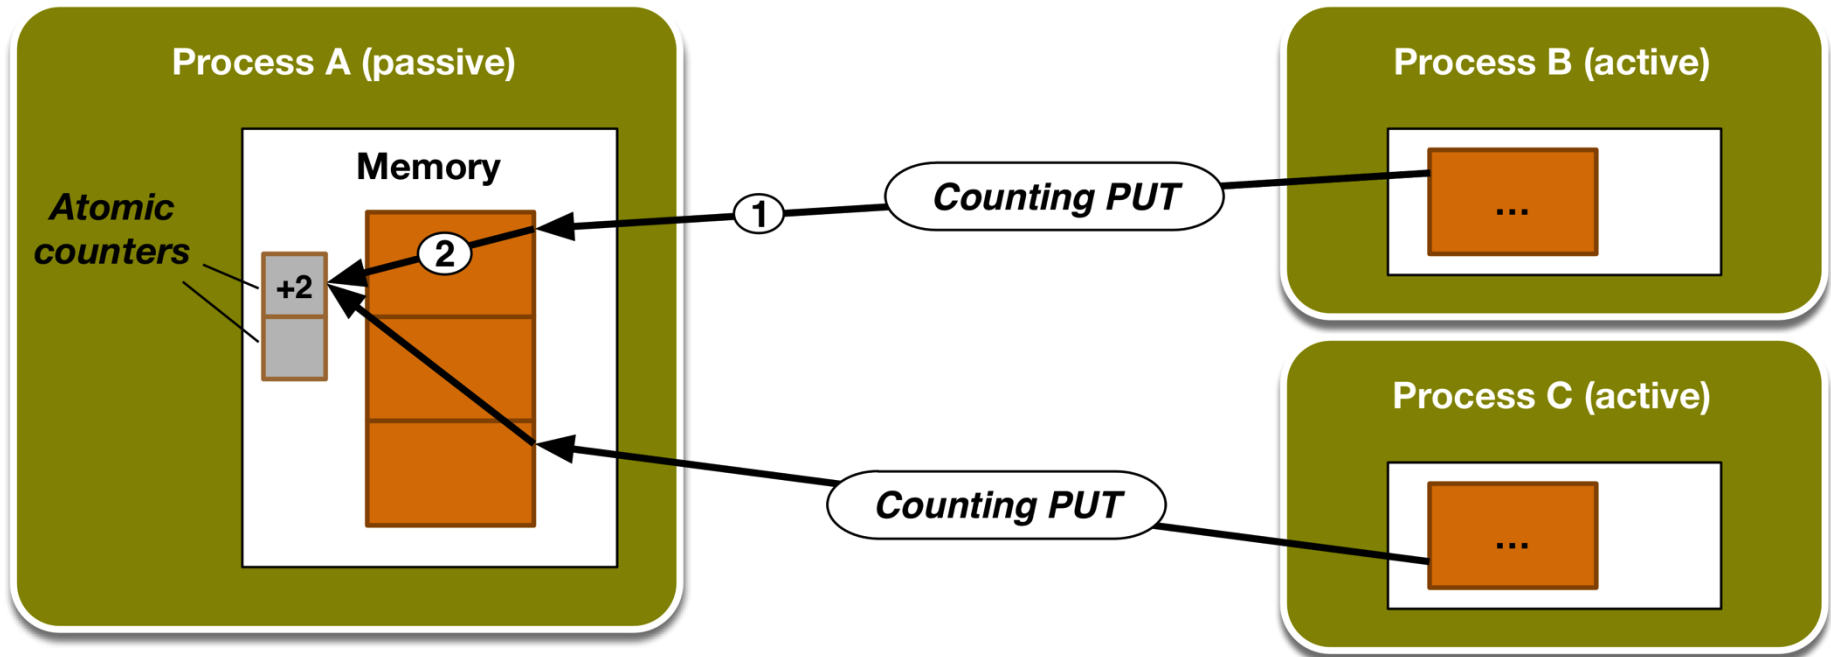 Process A (passive)
Memory
Atomic
counters
+2
2
1
Counting PUT
Process B (active)
...
Counting PUT
Process C (active)
...